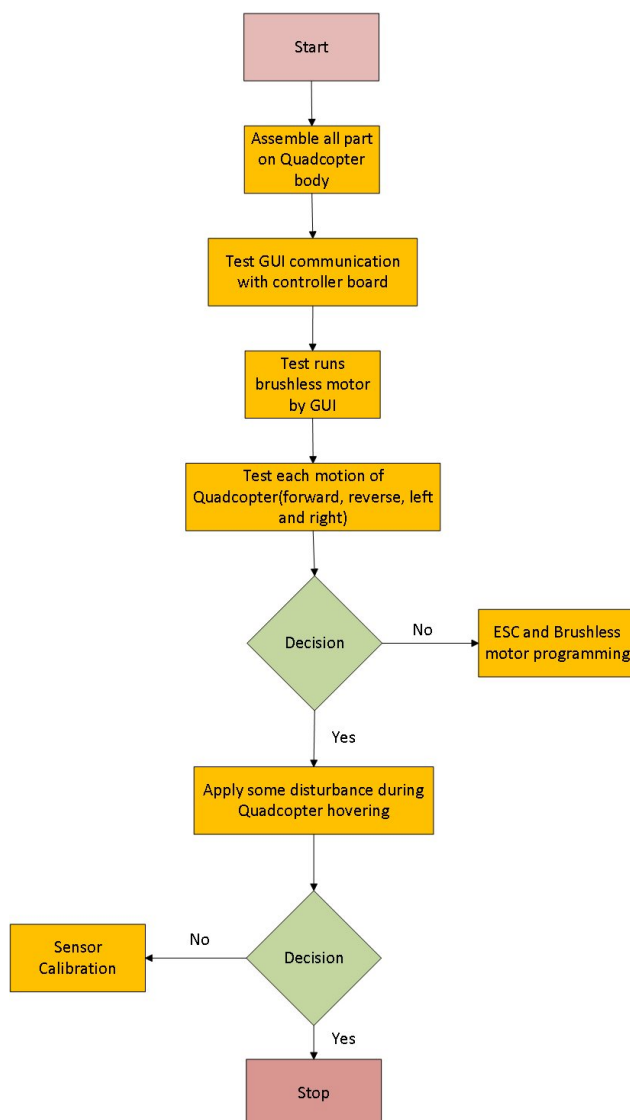 Start
Assemble all part
on Quadcopter
body
Test GUI communication
with controller board
Test runs
brushless motor
by GUI
Test each motion of
Quadcopter(forward, reverse, left
and right)
Decision
No
ESC and Brushless
motor programming
Yes
Apply some disturbance during
Quadcopter hovering
Decision
No
Sensor
Calibration
Yes
Stop